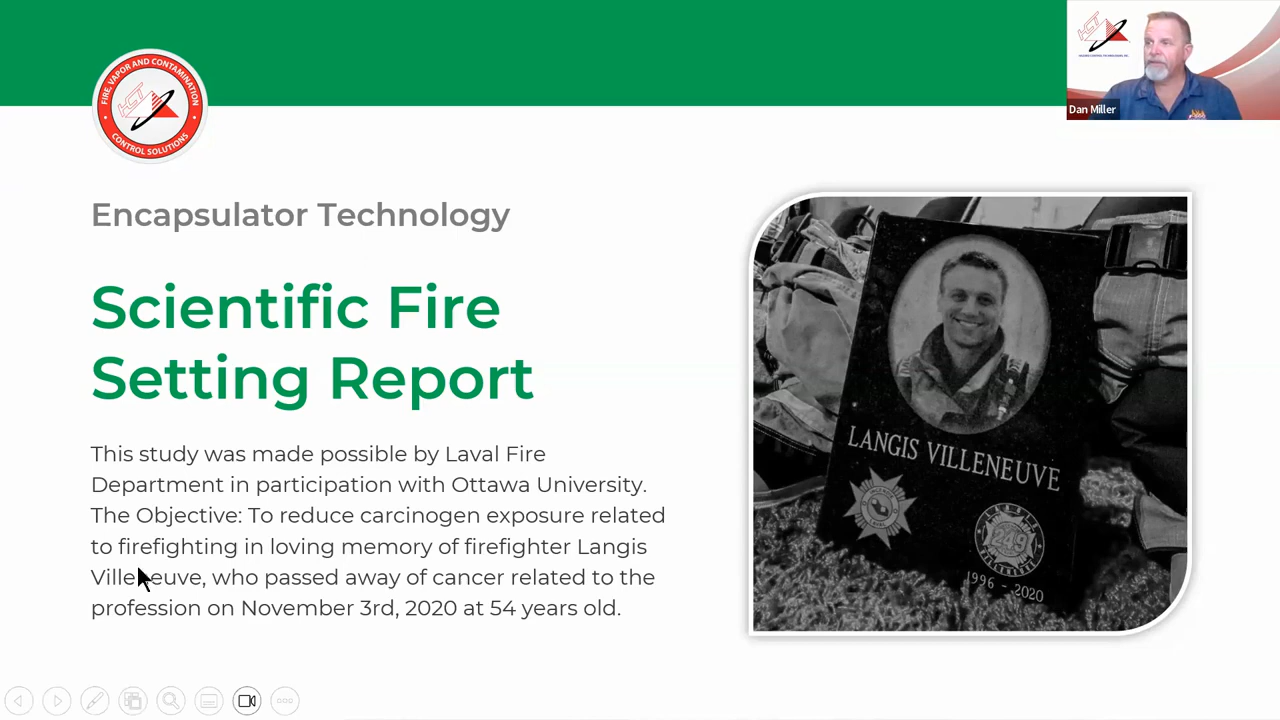 FIRE, VAPOR AND CONTAMINATION
HCT
CONTROL SOLUTIONS
HCT
Dan Miller
Encapsulator Technology
Scientific Fire
Setting Report
This study was made possible by Laval Fire
Department in participation with Ottawa University.
The Objective: To reduce carcinogen exposure related
to firefighting in loving memory of firefighter Langis
Villeneuve, who passed away of cancer related to the
profession on November 3rd, 2020 at 54 years old.
LANGIS VILLENEUVE
1996 - 2020